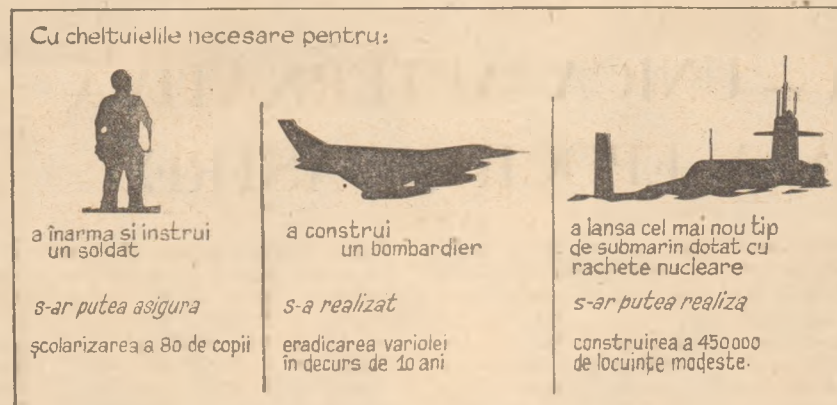 Cu cheltuielile necesare pentru:
a înarma si instrui
un soldat
s-ar putea asigura
școlarizarea a 80 de copii
a construi
un bombardier
s-a realizat
eradicarea variolei
în decurs de 10 ani
a lansa cel mai nou tip
de submarin dotat cu
rachete nucleare
s-ar putea realiza
construirea a 450000
de locuințe modeste.